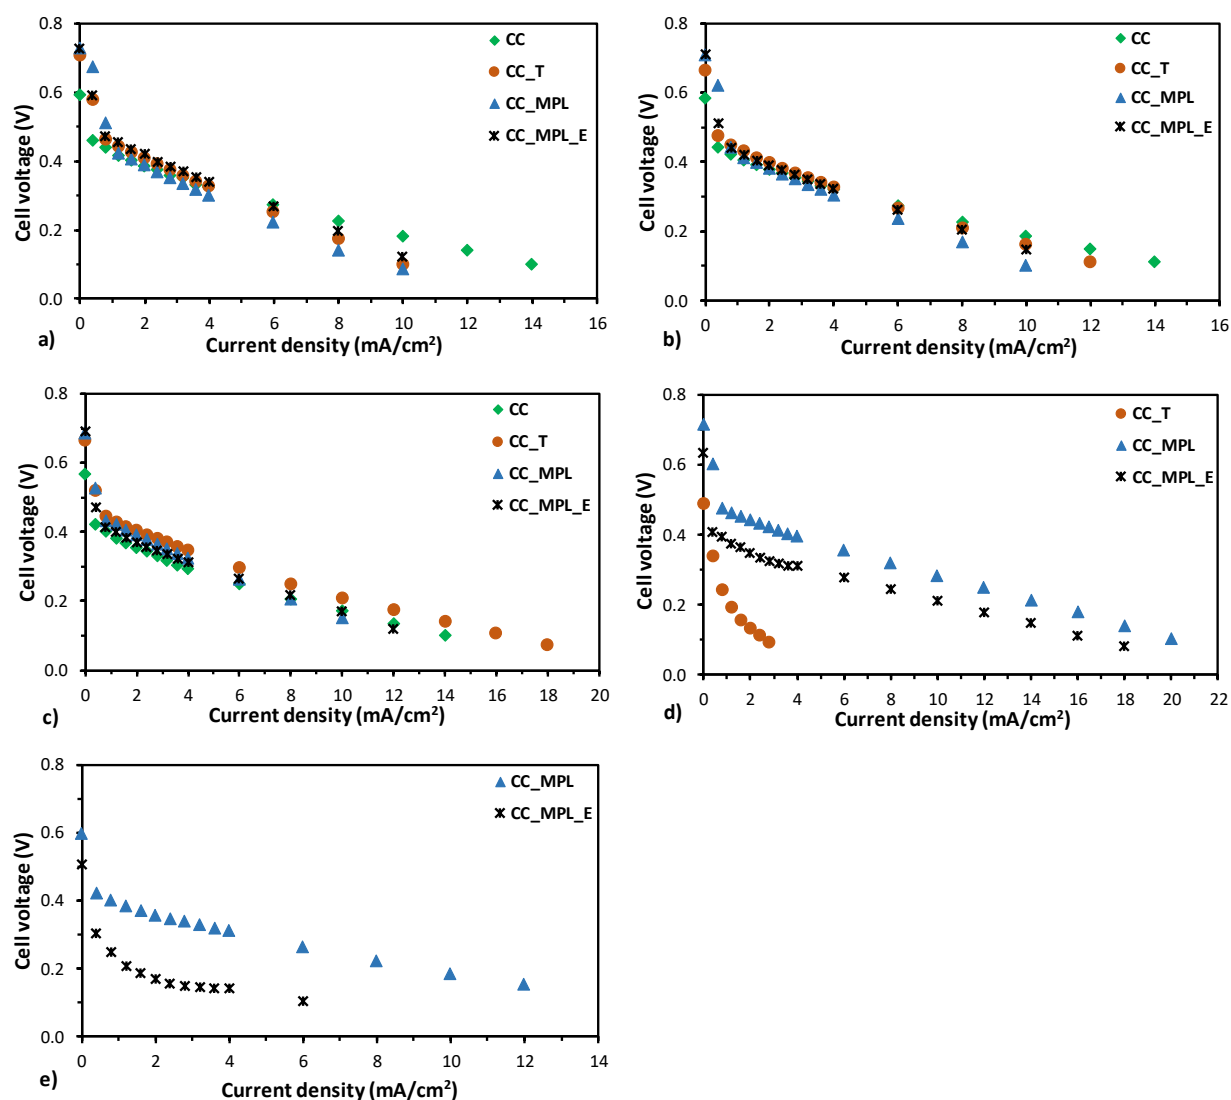 0.8
0.6
0.4
0.2
0.0
Cell voltage (V)
CC
CC_T
CC_MPL
CC_MPL_E
0 2 4 6 8 10 12 14 16
Current density (mA/cm²)
a)
0.8
0.6
0.4
0.2
0.0
Cell voltage (V)
CC
CC_T
CC_MPL
CC_MPL_E
0 2 4 6 8 10 12 14 16
Current density (mA/cm²)
b)
0.8
0.6
0.4
0.2
0.0
Cell voltage (V)
CC
CC_T
CC_MPL
CC_MPL_E
0 2 4 6 8 10 12 14 16 18 20
Current density (mA/cm²)
c)
0.8
0.6
0.4
0.2
0.0
Cell voltage (V)
CC_T
CC_MPL
CC_MPL_E
0 2 4 6 8 10 12 14 16 18 20 22
Current density (mA/cm²)
d)
0.8
0.6
0.4
0.2
0.0
Cell voltage (V)
CC_MPL
CC_MPL_E
0 2 4 6 8 10 12 14
Current density (mA/cm²)
e)